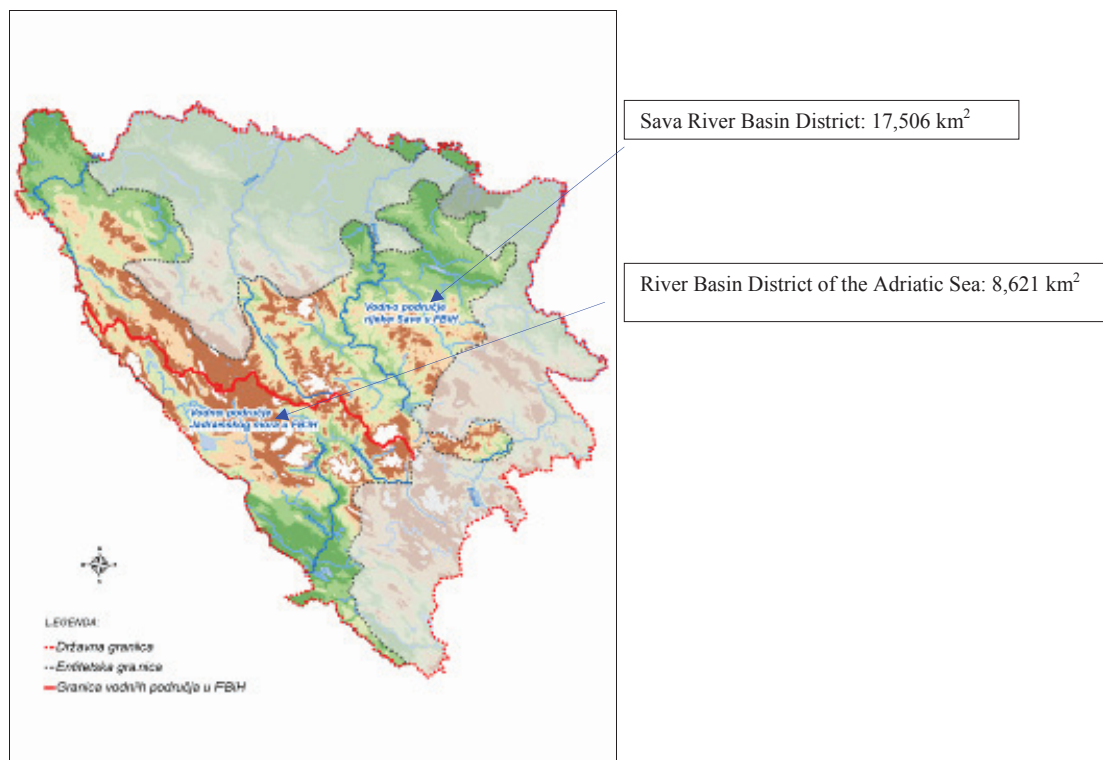 Sava River Basin District: 17,506 km²
River Basin District of the Adriatic Sea: 8,621 km²
Vodno područje
rijeke Save u FBiH
Vodno područje
Jadranskog mora u FBiH
LEGENDA:
Državna granica
Entitetska granica
Granica vodnih područja u FBiH